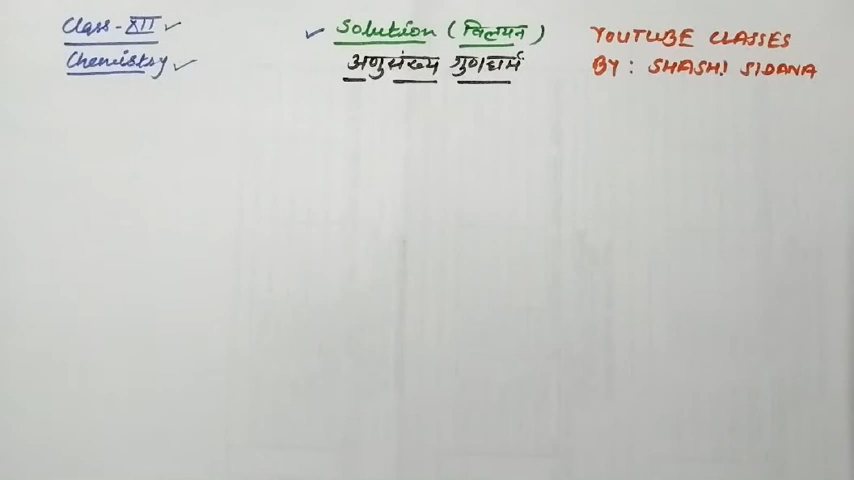 Class - XII
Chemistry
Solution (विलयन)
अणुसंख्य गुणधर्म
YOUTUBE CLASSES
BY : SHASHI SIDANA